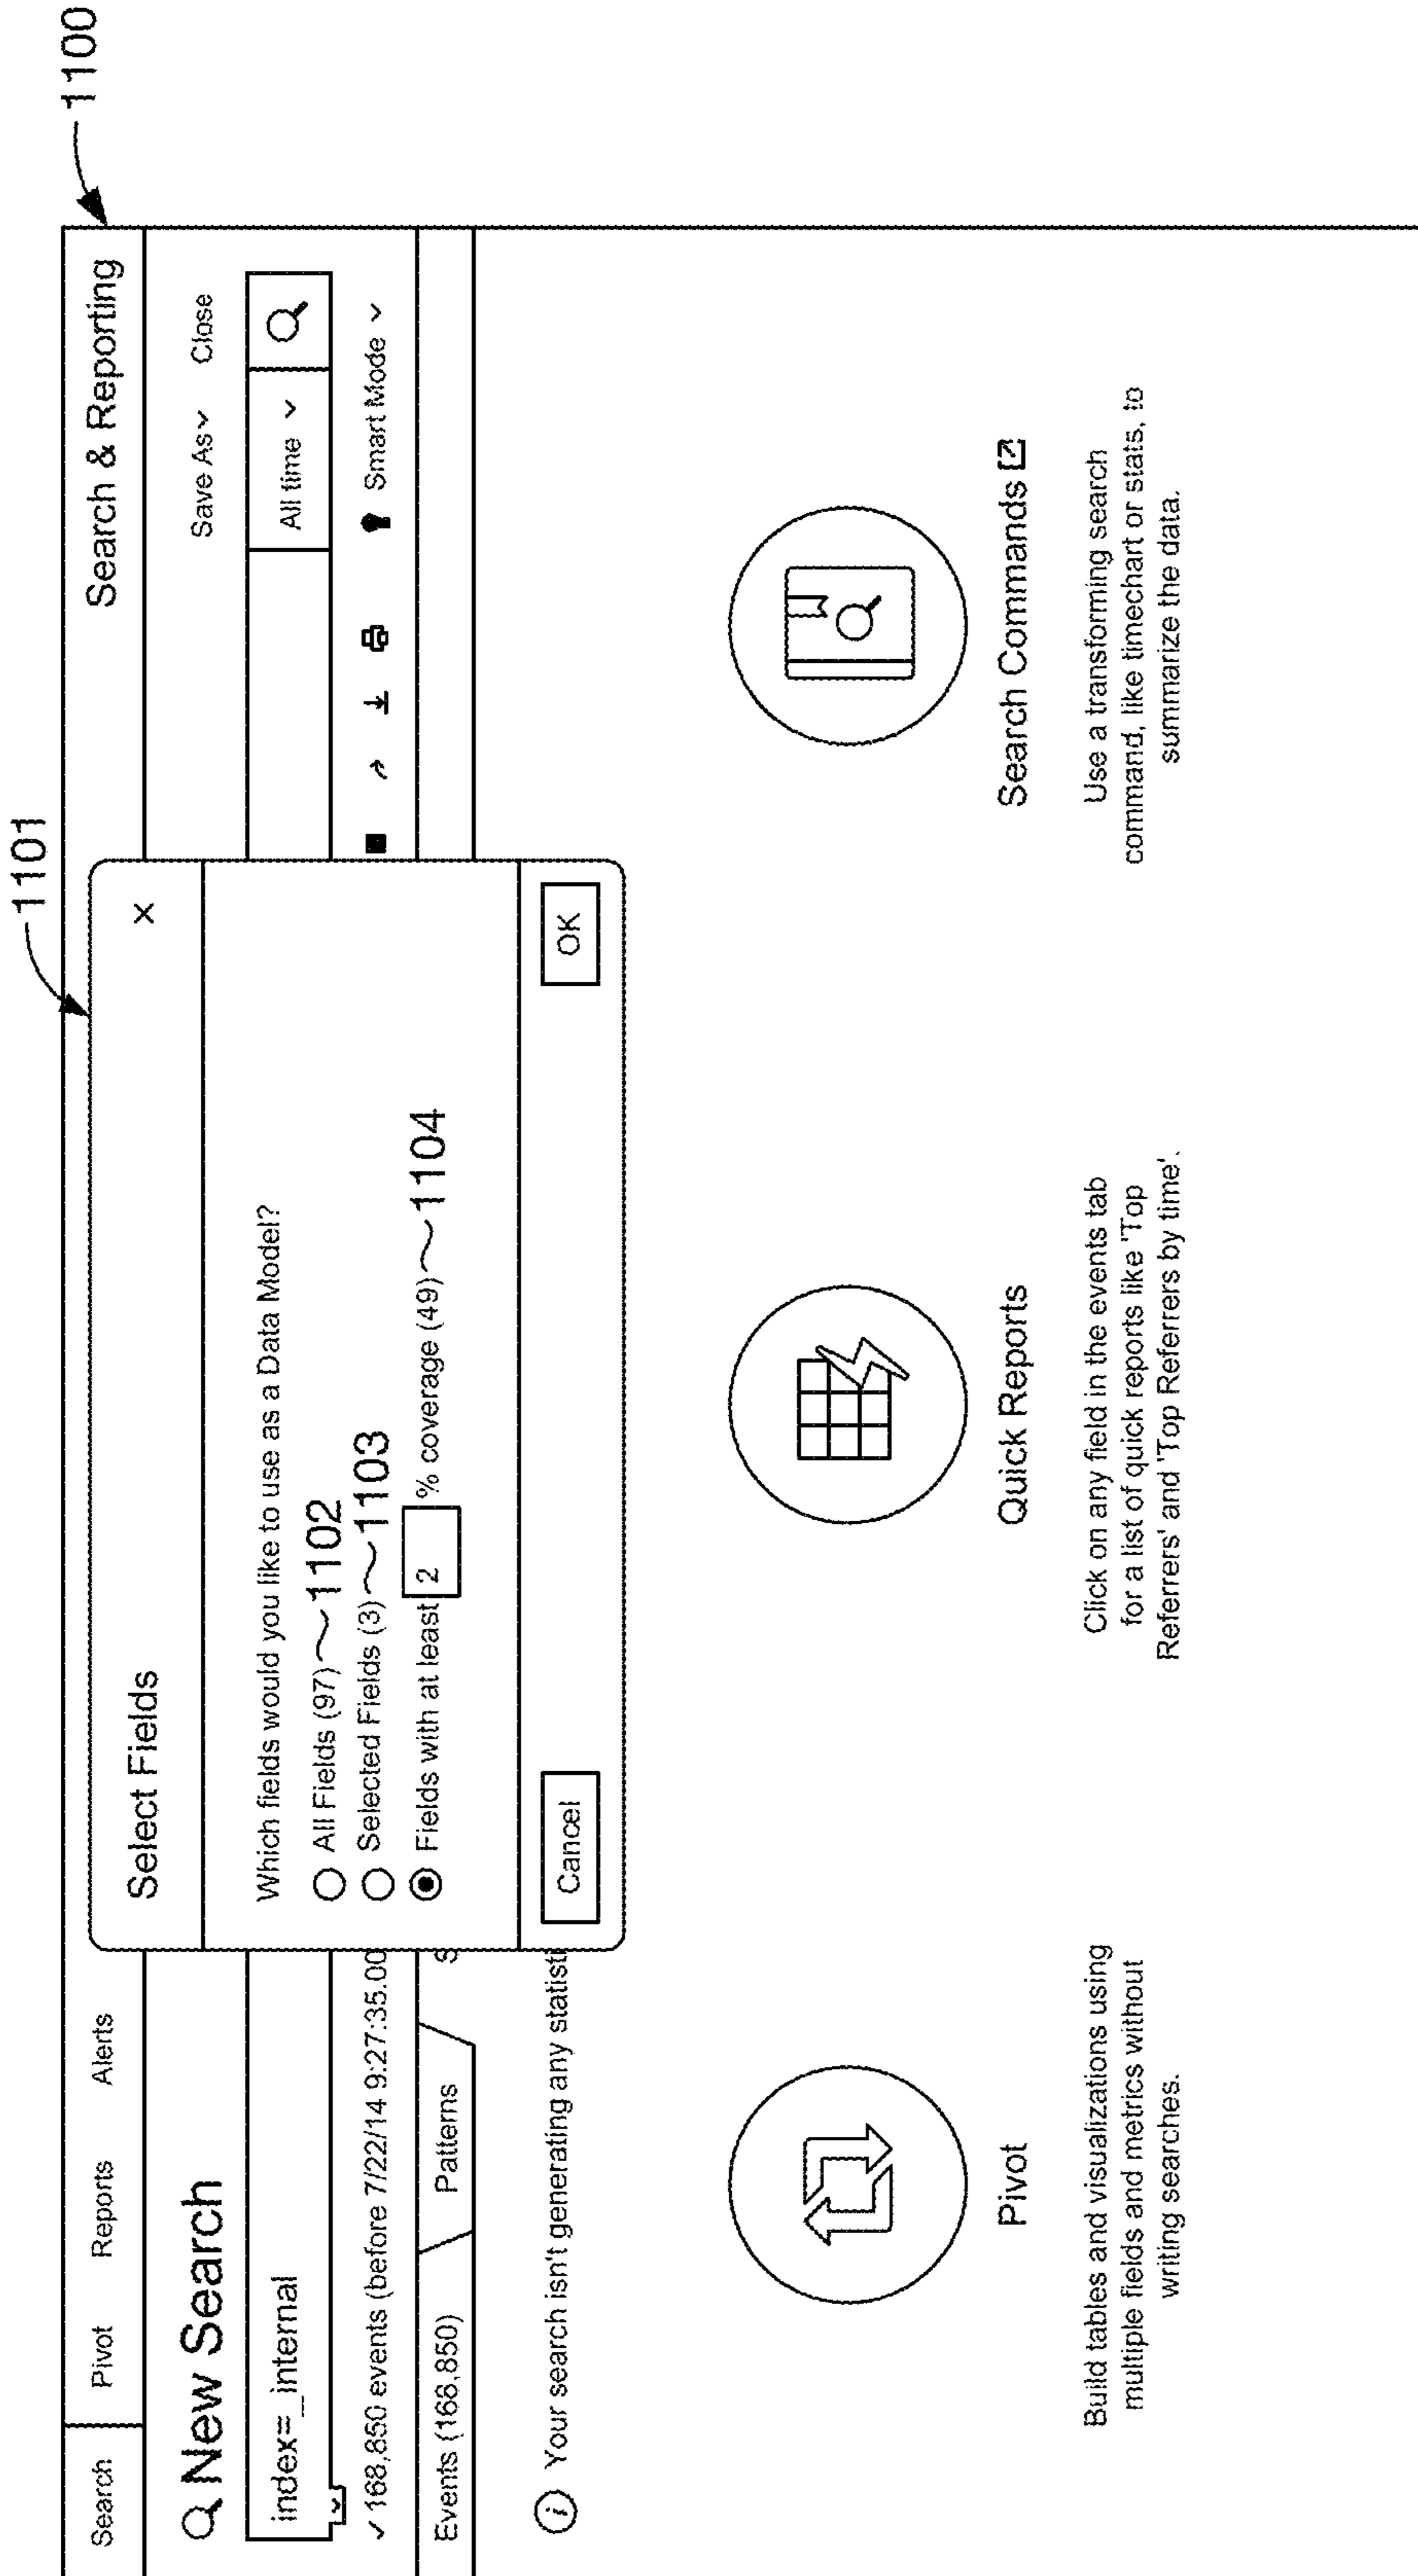 1100
1101
Search Pivot Reports Alerts Search & Reporting
New Search
Save As Close
index=_internal
All time
✓ 168,850 events (before 7/22/14 9:27:35.00
Smart Mode
Events (168,850) Patterns S
Your search isn't generating any statisti
Select Fields X
Which fields would you like to use as a Data Model?
All Fields (97) 1102
Selected Fields (3) 1103
Fields with at least 2 % coverage (49) 1104
Cancel OK
Pivot
Build tables and visualizations using
multiple fields and metrics without
writing searches.
Quick Reports
Click on any field in the events tab
for a list of quick reports like 'Top
Referrers' and 'Top Referrers by time'.
Search Commands
Use a transforming search
command, like timechart or stats, to
summarize the data.